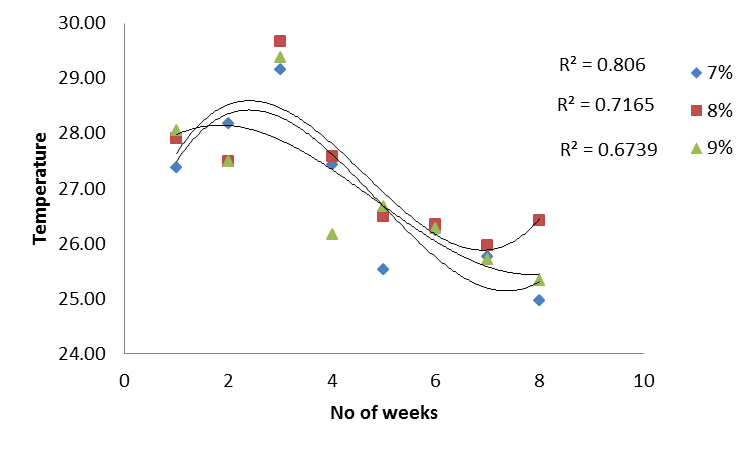 30.00
29.00
28.00
27.00
26.00
25.00
24.00
Temperature
0 2 4 6 8 10
No of weeks
R² = 0.806
R² = 0.7165
R² = 0.6739
7%
8%
9%